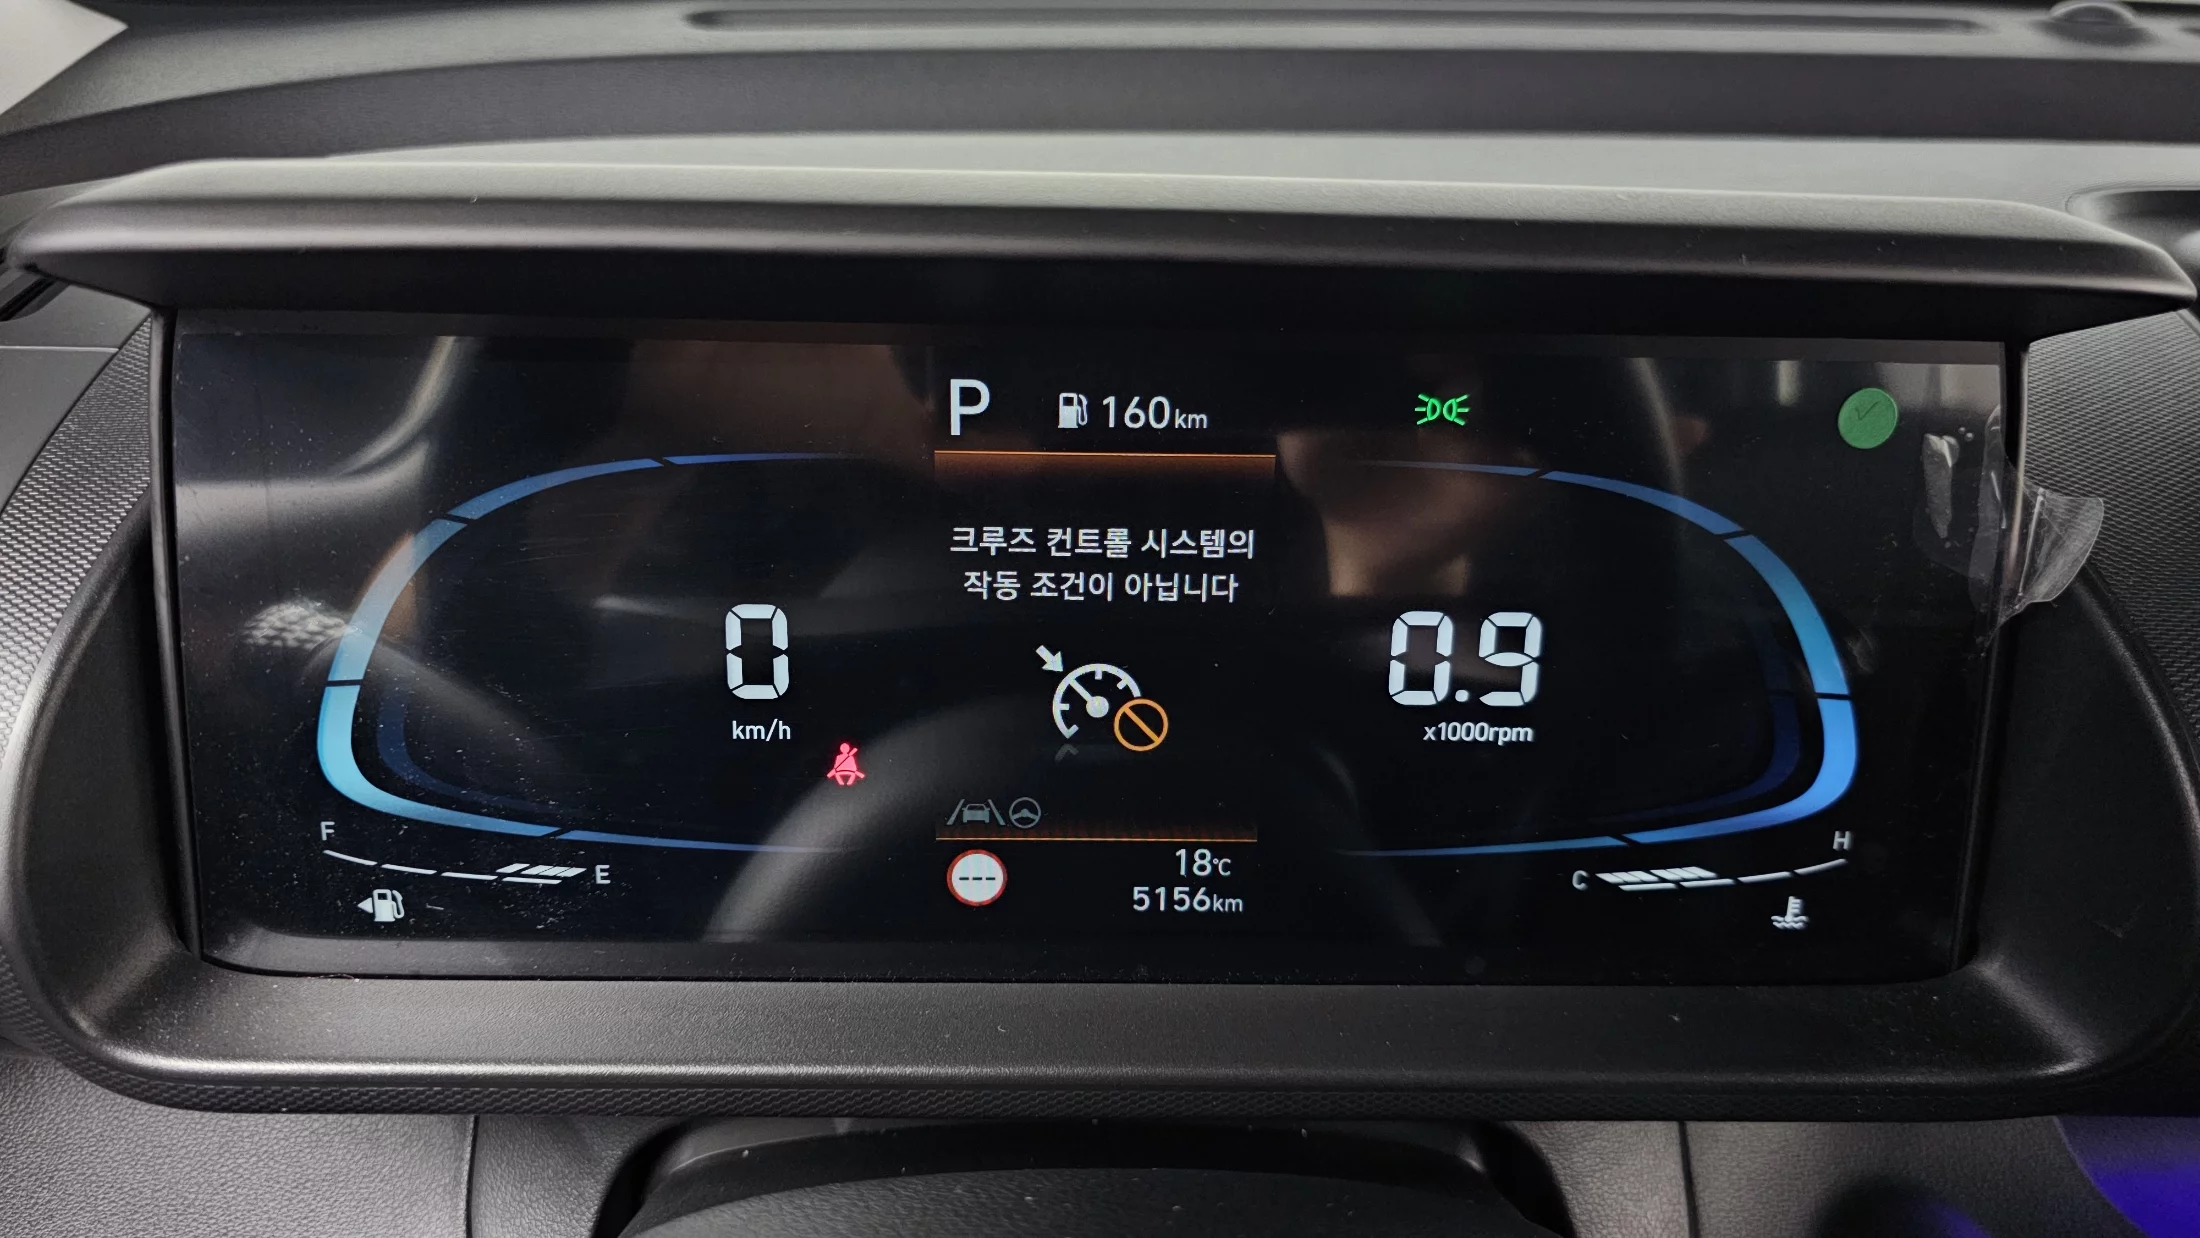 P 160km
크루즈 컨트롤 시스템의
작동 조건이 아닙니다
0
km/h
0.9
x1000rpm
F
E
---
18℃
5156km
C
H